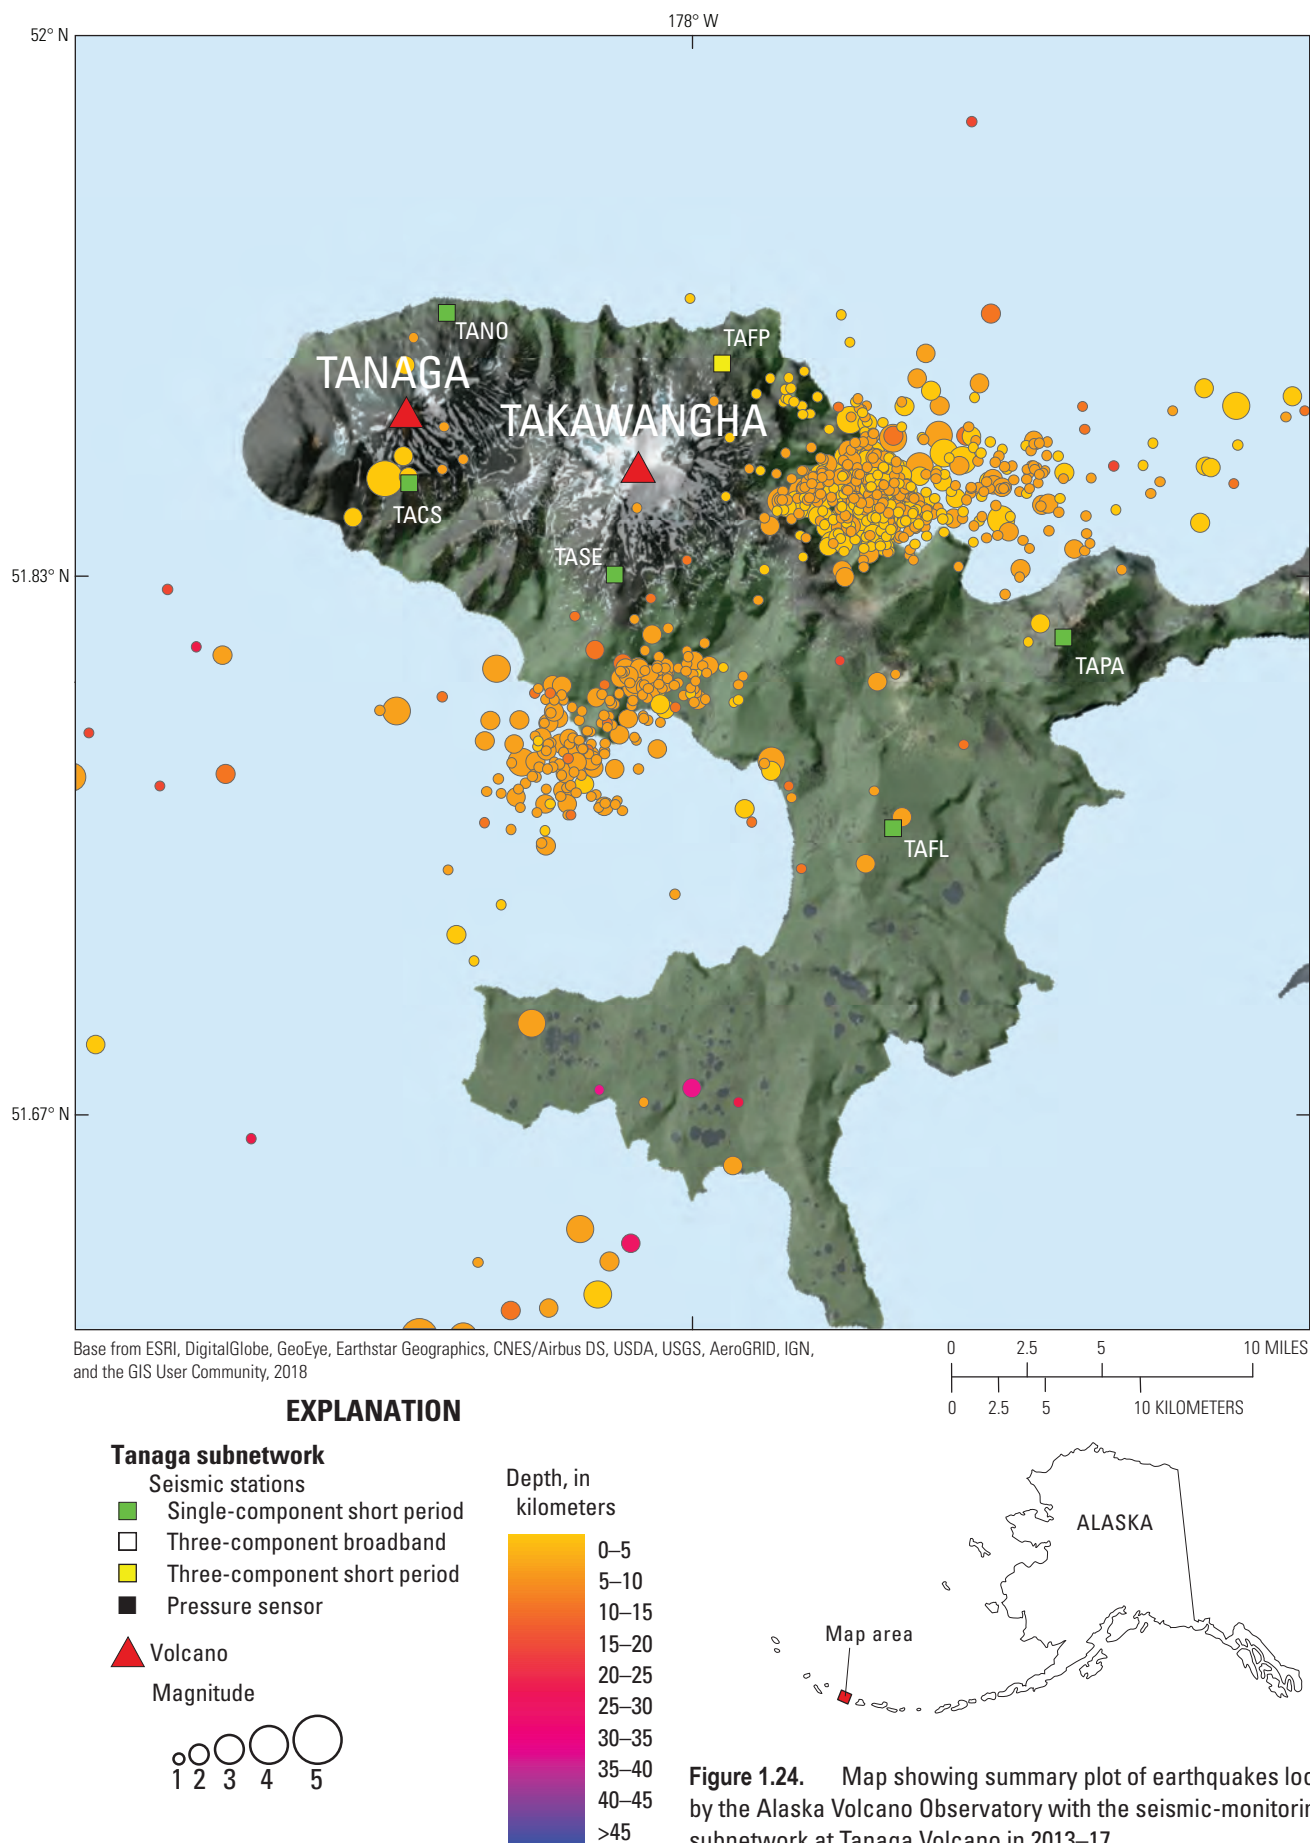 178° W
52° N
TANO
TAFP
TANAGA
TAKAWANGHA
TACS
TASE
51.83° N
TAPA
TAFL
51.67° N
Base from ESRI, DigitalGlobe, GeoEye, Earthstar Geographics, CNES/Airbus DS, USDA, USGS, AeroGRID, IGN,
and the GIS User Community, 2018
0 2.5 5 10 MILES
0 2.5 5 10 KILOMETERS
EXPLANATION
Tanaga subnetwork
Seismic stations
Single-component short period
Three-component broadband
Three-component short period
Pressure sensor
Volcano
Magnitude
1 2 3 4 5
Depth, in
kilometers
0–5
5–10
10–15
15–20
20–25
25–30
30–35
35–40
40–45
>45
ALASKA
Map area
Figure 1.24. Map showing summary plot of earthquakes loc
by the Alaska Volcano Observatory with the seismic-monitorin
subnetwork at Tanaga Volcano in 2013–17